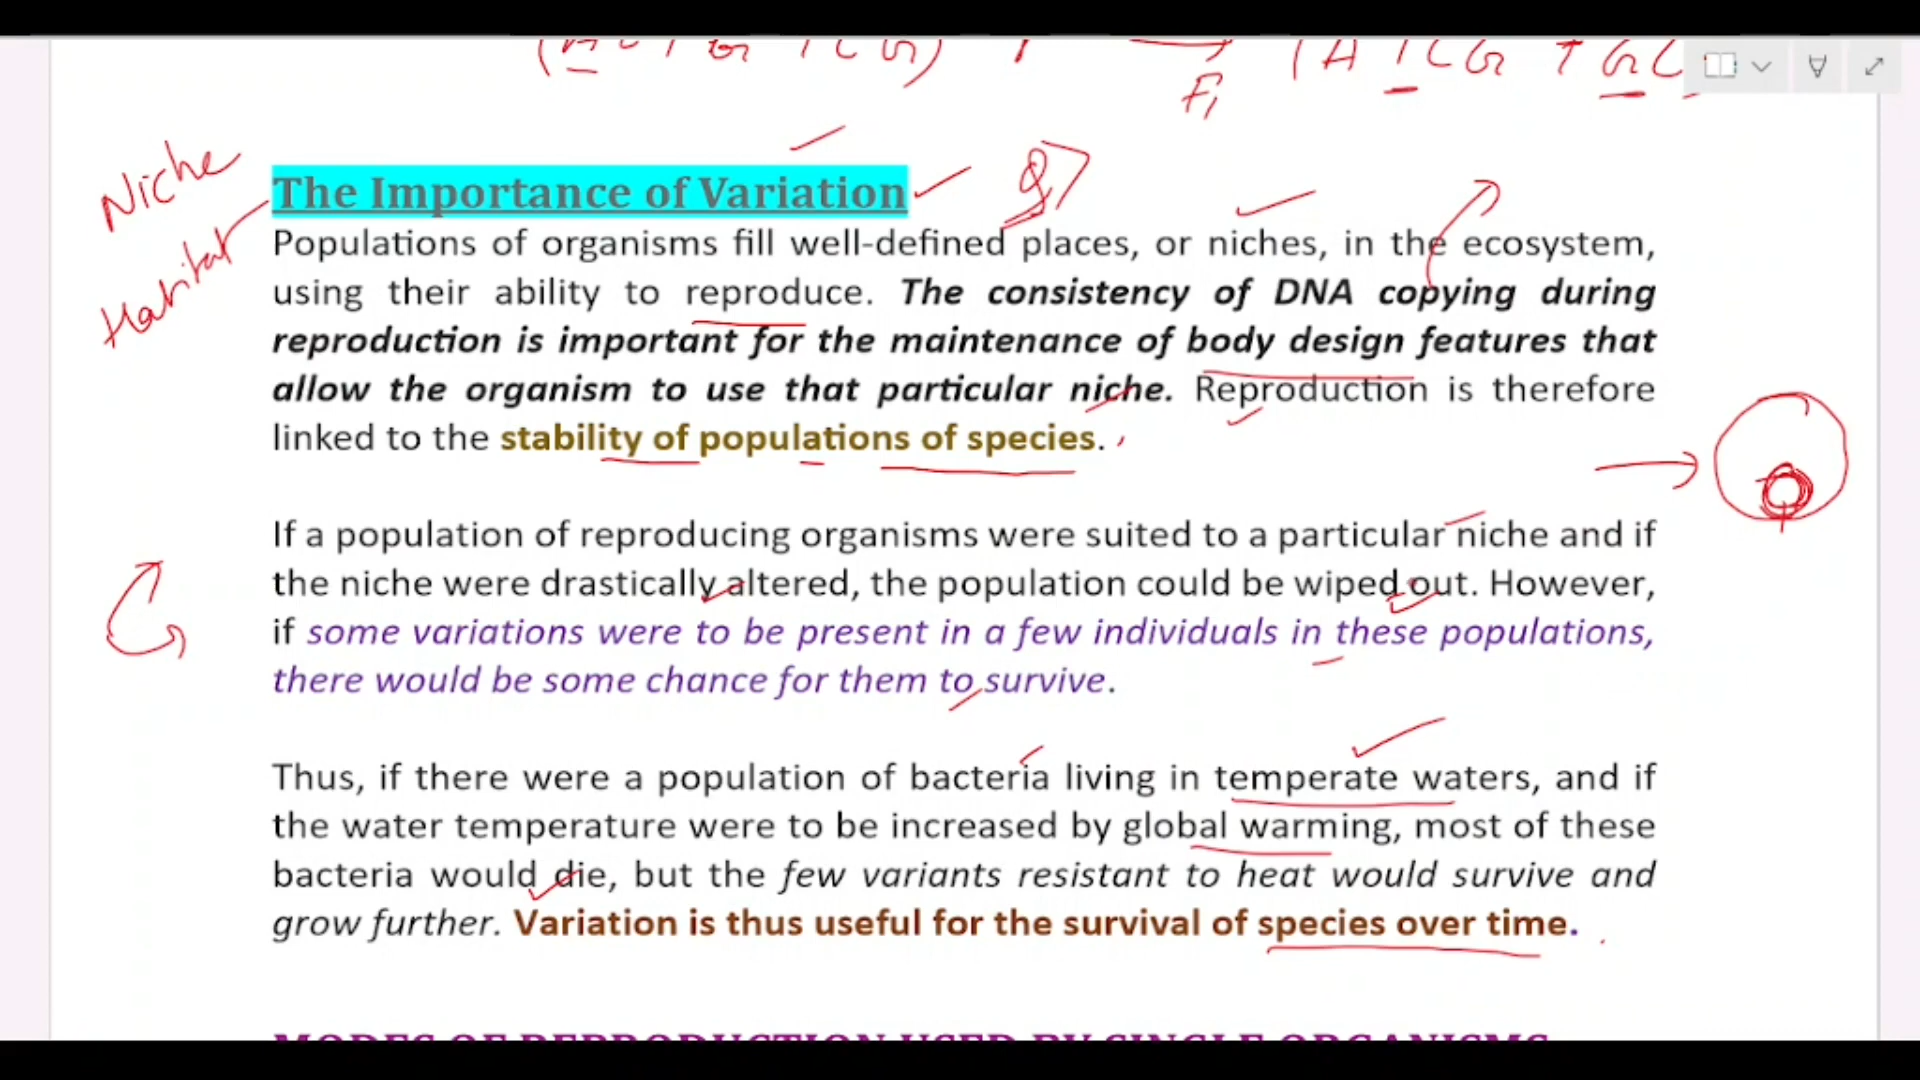 F1
Niche
Habitat
The Importance of Variation
Populations of organisms fill well-defined places, or niches, in the ecosystem,
using their ability to reproduce. The consistency of DNA copying during
reproduction is important for the maintenance of body design features that
allow the organism to use that particular niche. Reproduction is therefore
linked to the stability of populations of species.
If a population of reproducing organisms were suited to a particular niche and if
the niche were drastically altered, the population could be wiped out. However,
if some variations were to be present in a few individuals in these populations,
there would be some chance for them to survive.
Thus, if there were a population of bacteria living in temperate waters, and if
the water temperature were to be increased by global warming, most of these
bacteria would die, but the few variants resistant to heat would survive and
grow further. Variation is thus useful for the survival of species over time.
MODES OF REPRODUCTION USED BY SINGLE ORGANISMS